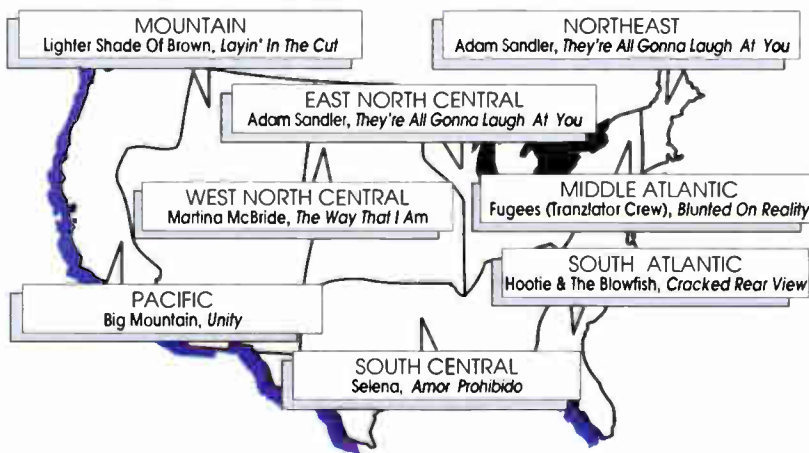 MOUNTAIN
Lighter Shade Of Brown, Layin' In The Cut
NORTHEAST
Adam Sandler, They're All Gonna Laugh At You
EAST NORTH CENTRAL
Adam Sandler, They're All Gonna Laugh At You
WEST NORTH CENTRAL
Martina McBride, The Way That I Am
MIDDLE ATLANTIC
Fugees (Tranzlator Crew), Blunted On Reality
SOUTH ATLANTIC
Hootie & The Blowfish, Cracked Rear View
PACIFIC
Big Mountain, Unity
SOUTH CENTRAL
Selena, Amor Prohibido